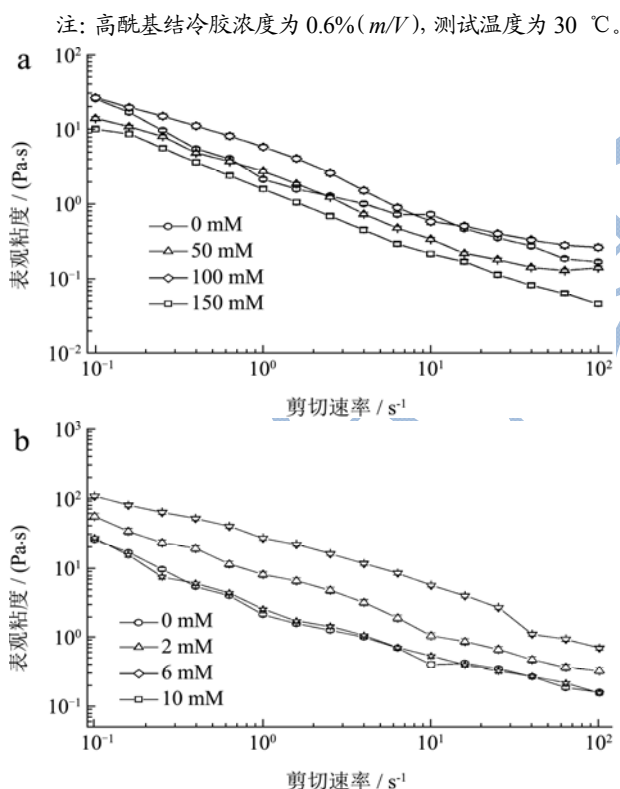 注: 高酰基结冷胶浓度为 0.6%(m/V), 测试温度为 30 ℃。
a
10²
10¹
10⁰
10⁻¹
10⁻²
表观粘度 / (Pa·s)
0 mM
50 mM
100 mM
150 mM
10⁻¹ 10⁰ 10¹ 10²
剪切速率 / s⁻¹
b
10³
10²
10¹
10⁰
10⁻¹
表观粘度 / (Pa·s)
0 mM
2 mM
6 mM
10 mM
10⁻¹ 10⁰ 10¹ 10²
剪切速率 / s⁻¹